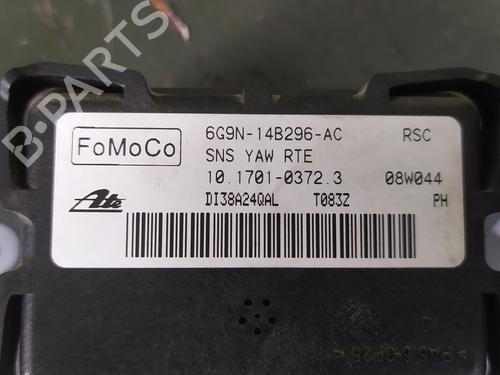 FoMoCo
6G9N-14B296-AC RSC
SNS YAW RTE
10.1701-0372.3 08W044
Ate DI38A24QAL T083Z PH
B-PARTS